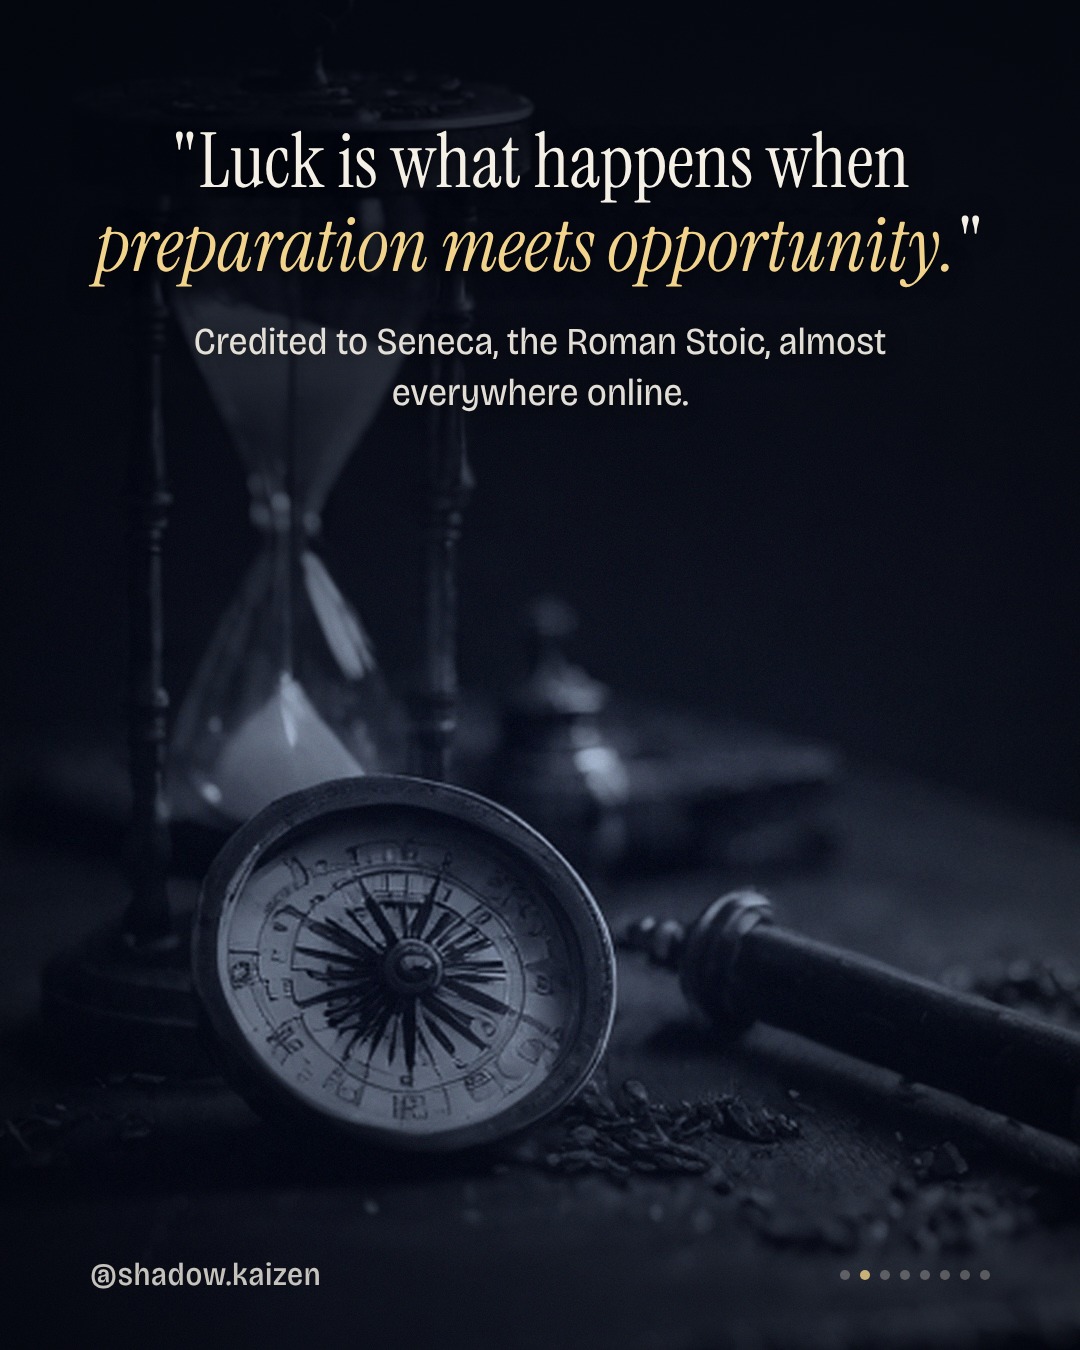 "Luck is what happens when
preparation meets opportunity."
Credited to Seneca, the Roman Stoic, almost
everywhere online.
@shadow.kaizen